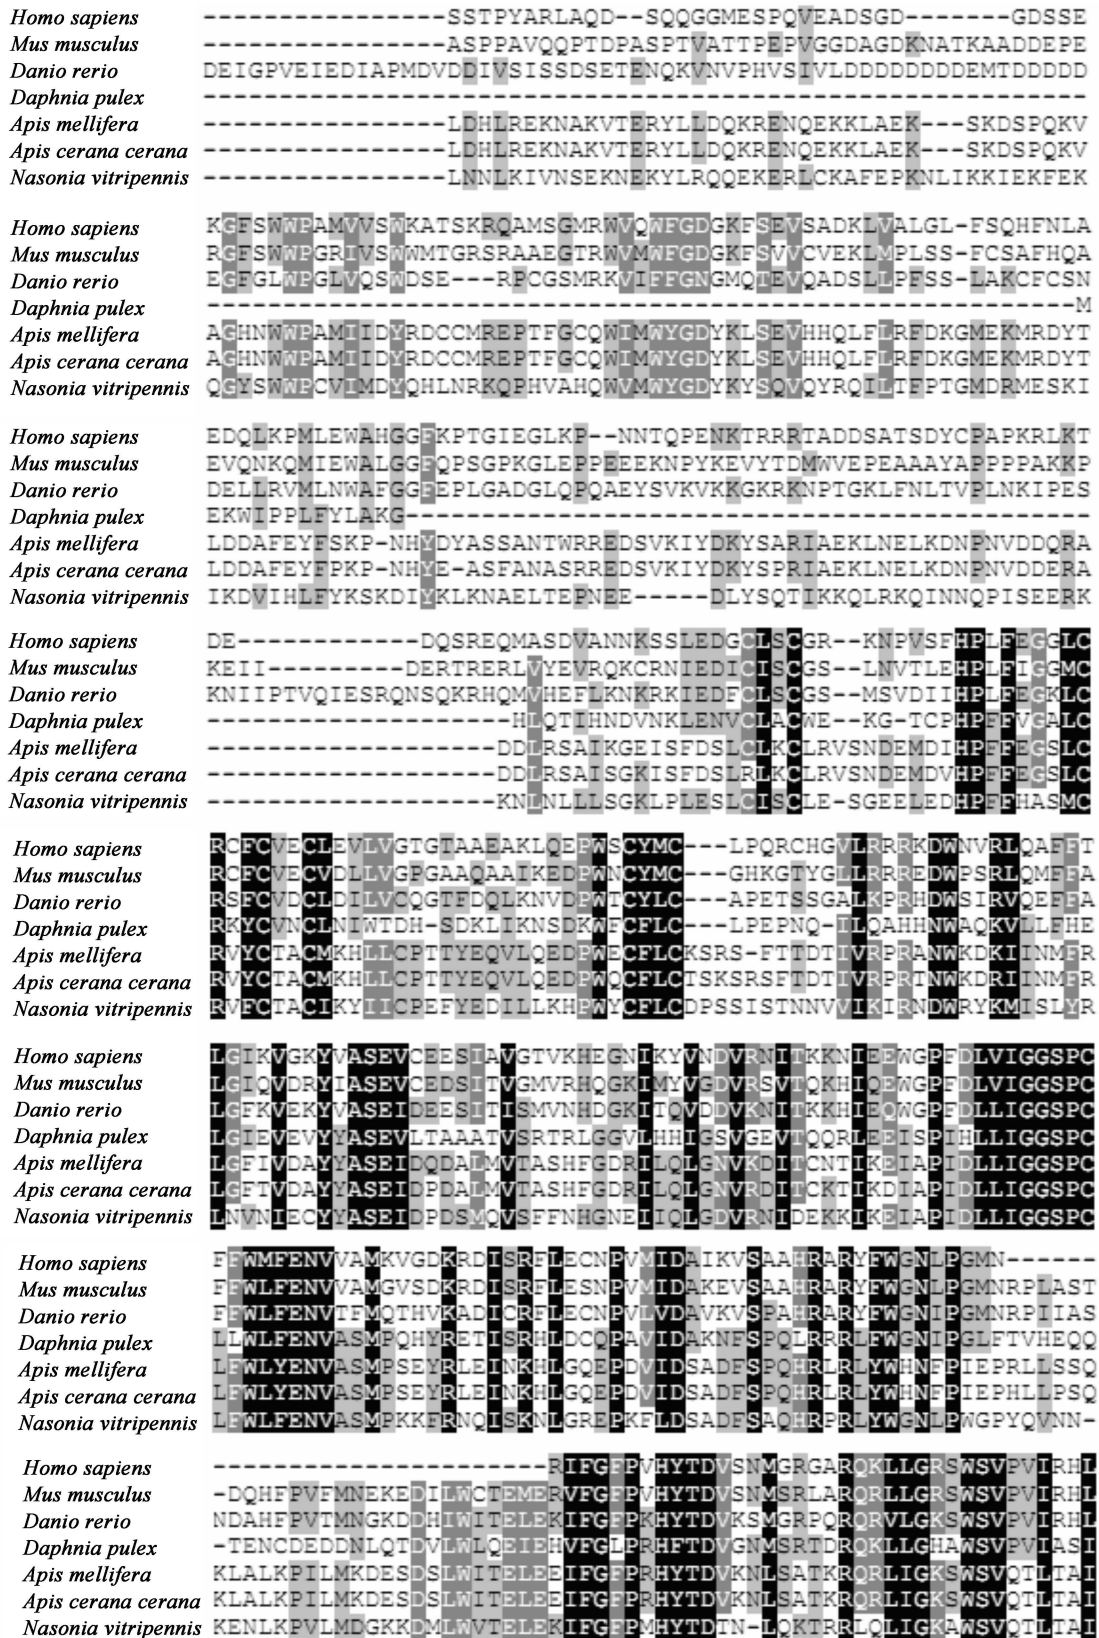 Homo sapiens ----------------SSTPYARLAQD--SQQGGMESPQVEADSGD-------GDSSE
Mus musculus ----------------ASPPAVQQPTDPASPTVATTPEPVGGDAGDKNATKAADDEPE
Danio rerio DEIGPVEIEDIAPMDVDDIVSISSDSETENQKVNVPHVSIVLDDDDDDDDEMTDDDDD
Daphnia pulex ----------------------------------------------------------
Apis mellifera ----------------LDHLREKNAKVTERYLLDQKRENQEKKLAEK---SKDSPQKV
Apis cerana cerana ----------------LDHLREKNAKVTERYLLDQKRENQEKKLAEK---SKDSPQKV
Nasonia vitripennis ----------------LNNLKIVNSEKNEKYLRQQEKERLCKAFEPKNLIKKIEKFEK
Homo sapiens KGFSWWPAMVVSWKATSKRQAMSGMRWVQWFGDGKFSEVSADKLVALGL-FSQHFNLA
Mus musculus RGFSWWPGRIVSWWMTGRSRAAEGTRWVMWFGDGKFSVVCVEKLMPLSS-FCSAFHQA
Danio rerio EGFGLWPGLVQSWDSE---RPCGSMRKVIFFGNGMQTEVQADSLLPFSS-LAKCFCSN
Daphnia pulex ---------------------------------------------------------M
Apis mellifera AGHNWWPAMIIDYRDCCMREPTFGCQWIMWYGDYKLSEVHHQLFLRFDKGMEKMRDYT
Apis cerana cerana AGHNWWPAMIIDYRDCCMREPTFGCQWIMWYGDYKLSEVHHQLFLRFDKGMEKMRDYT
Nasonia vitripennis QGYSWWPCVIMDYQHLNRKQPHVAHQWVMWYGDYKYSQVQYRQILTFPTGMDRMESKI
Homo sapiens EDQLKPMLEWAHGGFKPTGIEGLKP--NNTQPENKTRRRTADDSATSDYCPAPKRLKT
Mus musculus EVQNKQMIEWALGGFQPSGPKGLEPPEEEKNPYKEVYTDMWVEPEAAAYAPPPPAKKP
Danio rerio DELLRVMLNWAFGGFEPLGADGLQPQAEYSVKVKKGKRKNPTGKLFNLTVPLNKIPES
Daphnia pulex EKWIPPLFYLAKG---------------------------------------------
Apis mellifera LDDAFEYFSKP-NHYDYASSANTWRREDSVKIYDKYSARIAEKLNELKDNPNVDDQRA
Apis cerana cerana LDDAFEYFPKP-NHYE-ASFANASRREDSVKIYDKYSPRIAEKLNELKDNPNVDDERA
Nasonia vitripennis IKDVIHLFYKSKDIYKLKNAELTEPNEE-----DLYSQTIKKQLRKQINNQPISEERK
Homo sapiens DE------------DQSREQMASDVANNKSSLEDGCLSCGR--KNPVSFHPLFEGGLC
Mus musculus KEII---------DERTRERLVYEVRQKCRNIEDICISCGS--LNVTLEHPLFIGGMC
Danio rerio KNIIPTVQIESRQNSQKRHQMVHEFLKNKRKIEDFCLSCGS--MSVDIIHPLFEGKLC
Daphnia pulex --------------------HLQTIHNDVNKLENVCLACWE--KG-TCPHPFFVGALC
Apis mellifera -------------------DDLRSAIKGEISFDSLCLKCLRVSNDEMDIHPFFEGSLC
Apis cerana cerana -------------------DDLRSAISGKISFDSLRLKCLRVSNDEMDVHPFFEGSLC
Nasonia vitripennis -------------------KNLNLLLSGKLPLESLCISCLE-SGEELEDHPFFHASMC
Homo sapiens RCFCVECLEVLVGTGTAAEAKLQEPWSCYMC---LPQRCHGVLRRRKDWNVRLQAFFT
Mus musculus RCFCVECVDLLVGPGAAQAAIKEDPWNCYMC---GHKGTYGLLRRREDWPSRLQMFFA
Danio rerio RSFCVDCLDILVCQGTFDQLKNVDPWTCYLC---APETSSGALKPRHDWSIRVQEFFA
Daphnia pulex RKYCVNCLNIWTDH-SDKLIKNSDKWFCFLC---LPEPNQ-ILQAHHNWAQKVLLFHE
Apis mellifera RVYCTACMKHLLCPTTYEQVLQEDPWECFLCKSRS-FTTDTIVRPRANWKDKIINMFR
Apis cerana cerana RVYCTACMKHLLCPTTYEQVLQEDPWQCFLCTSKSRSFTDTIVRPRTNWKDRIINMFR
Nasonia vitripennis RVFCTACIKYIICPEFYEDILLKHPWYCFLCDPSSISTNNVVIKIRNDWRYKMISLYR
Homo sapiens LGIKVGKYVASEVCEESIAVGTVKHEGNIKYVNDVRNITKKNIEEWGPFDLVIGGSPC
Mus musculus LGIQVDRYIASEVCEDSITVGMVRHQGKIMYVGDVRSVTQKHIQEWGPFDLVIGGSPC
Danio rerio LGFKVEKYVASEIDEESITISMVNHDGKITQVDDVKNITKKHIEQWGPFDLLIGGSPC
Daphnia pulex LGIEVEVYYASEVLTAAATVSRTRLGGVLHHIGSVGEVTQQRLEEISPIHLLIGGSPC
Apis mellifera LGFIVDAYYASEIDQDALMVTASHFGDRILQLGNVKDITCNTIKEIAPIDLLIGGSPC
Apis cerana cerana LGFTVDAYYASEIDPDALMVTASHFGDRILQLGNVRDITCKTIKDIAPIDLLIGGSPC
Nasonia vitripennis LNVNIECYYASEIDPDSMQVSFFNHGNEIIQLGDVRNIDEKKIKEIAPIDLLIGGSPC
Homo sapiens FFWMFENVVAMKVGDKRDISRFLECNPVMIDAIKVSAAHRARYFWGNLPGMN------
Mus musculus FFWLFENVVAMGVSDKRDISRFLESNPVMIDAKEVSAAHRARYFWGNLPGMNRPLAST
Danio rerio FFWLFENVTFMQTHVKADICRFLECNPVLVDAVKVSPAHRARYFWGNIPGMNRPIIAS
Daphnia pulex LLWLFENVASMPQHYRETISRHLDCQPAVIDAKNFSPQLRRRLFWGNIPGLFTVHEQQ
Apis mellifera LFWLYENVASMPSEYRLEINKHLGQEPDVIDSADFSPQHRLRLYWHNFPIEPRLLSSQ
Apis cerana cerana LFWLYENVASMPSEYRLEINKHLGQEPDVIDSADFSPQHRLRLYWHNFPIEPHLLPSQ
Nasonia vitripennis LFWLFENVASMPKKFRNQISKNLGREPKFLDSADFSAQHRPRLYWGNLPWGPYQVNN-
Homo sapiens ----------------------RIFGFPVHYTDVSNMGRGARQKLLGRSWSVPVIRHL
Mus musculus -DQHFPVFMNEKEDILWCTEMERVFGFPVHYTDVSNMSRLARQRLLGRSWSVPVIRHL
Danio rerio NDAHFPVTMNGKDDHIWITELEKIFGFPKHYTDVKSMGRPQRQRVLGKSWSVPVIRHL
Daphnia pulex -TENCDEDDNLQTDVLWLQEIEHVFGLPRHFTDVGNMSRTDRQKLLGHAWSVPVIASI
Apis mellifera KLALKPILMKDESDSLWITELEEIFGFPRHYTDVKNLSATKRQRLIGKSWSVQTLTAI
Apis cerana cerana KLALKPILMKDESDSLWITELEEIFGFPRHYTDVKNLSATKRQRLIGKSWSVQTLTAI
Nasonia vitripennis KENLKPVLMDGKKDMLWVTELEKIFGFPMHYTDTN-LQKTRRLQLIGKAWSVQTLTAI